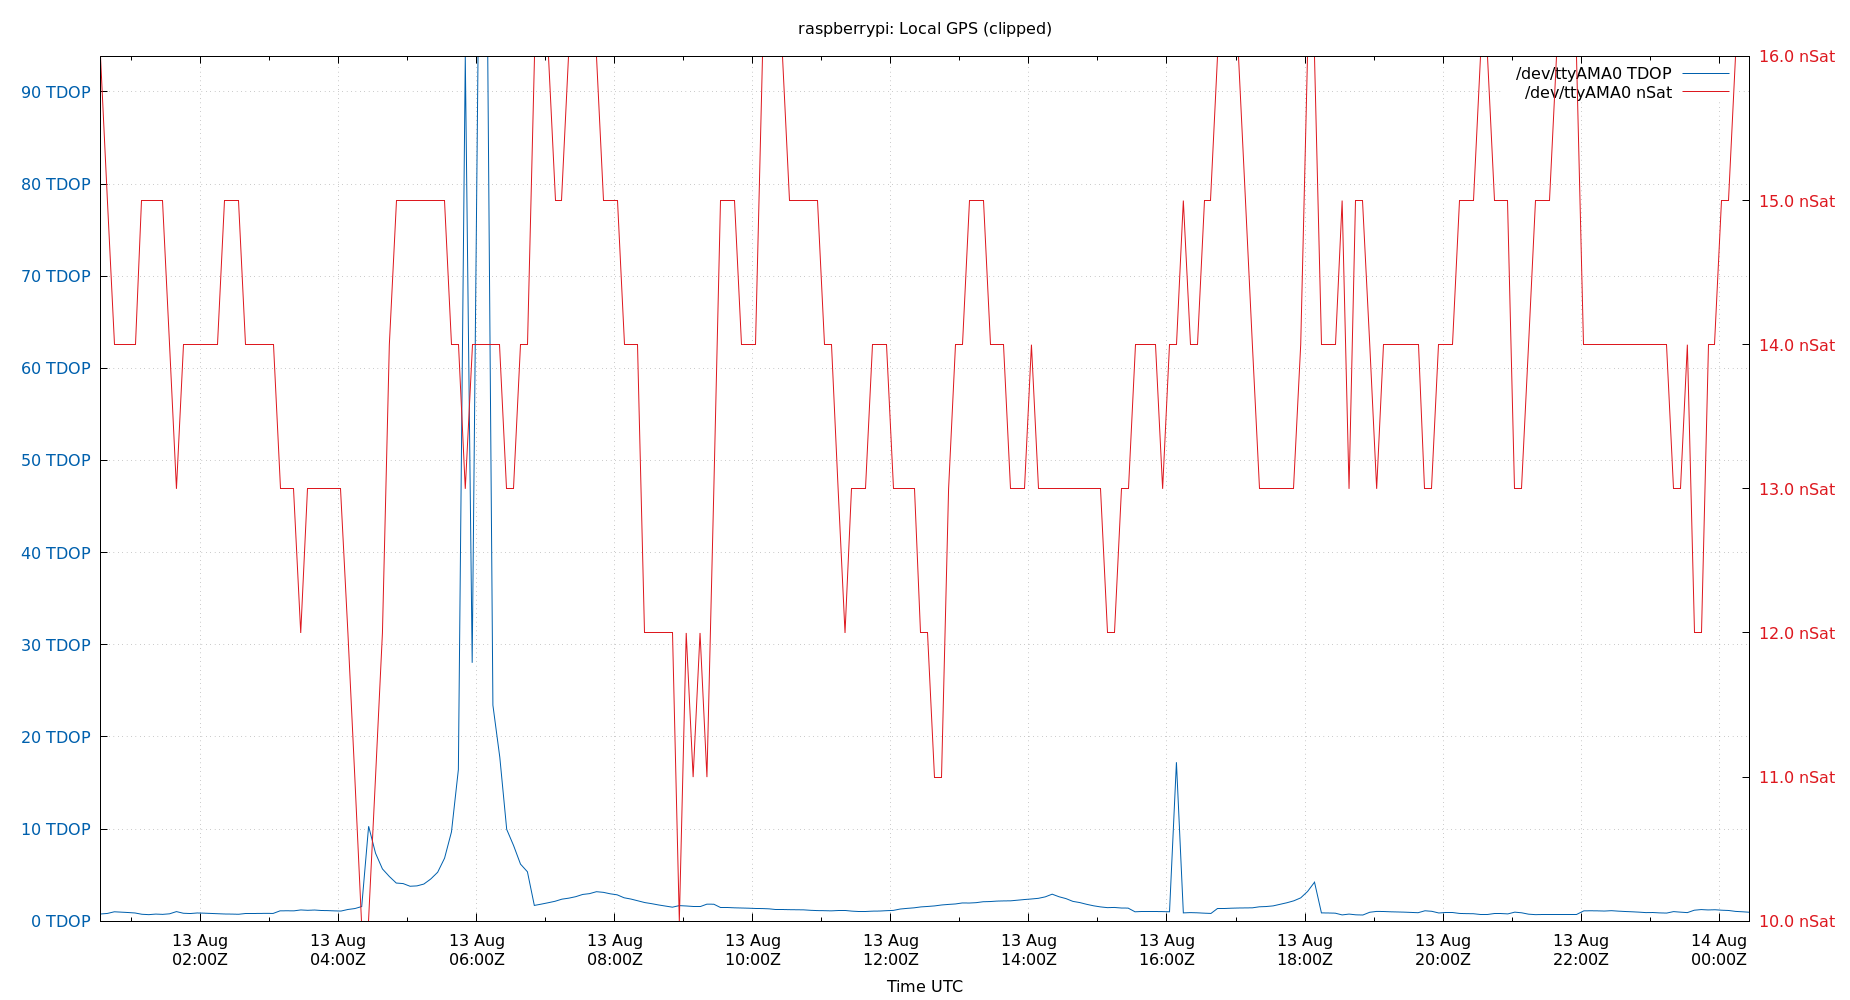 raspberrypi: Local GPS (clipped)
/dev/ttyAMA0 TDOP
/dev/ttyAMA0 nSat
90 TDOP
80 TDOP
70 TDOP
60 TDOP
50 TDOP
40 TDOP
30 TDOP
20 TDOP
10 TDOP
0 TDOP
16.0 nSat
15.0 nSat
14.0 nSat
13.0 nSat
12.0 nSat
11.0 nSat
10.0 nSat
13 Aug
02:00Z
13 Aug
04:00Z
13 Aug
06:00Z
13 Aug
08:00Z
13 Aug
10:00Z
13 Aug
12:00Z
13 Aug
14:00Z
13 Aug
16:00Z
13 Aug
18:00Z
13 Aug
20:00Z
13 Aug
22:00Z
14 Aug
00:00Z
Time UTC